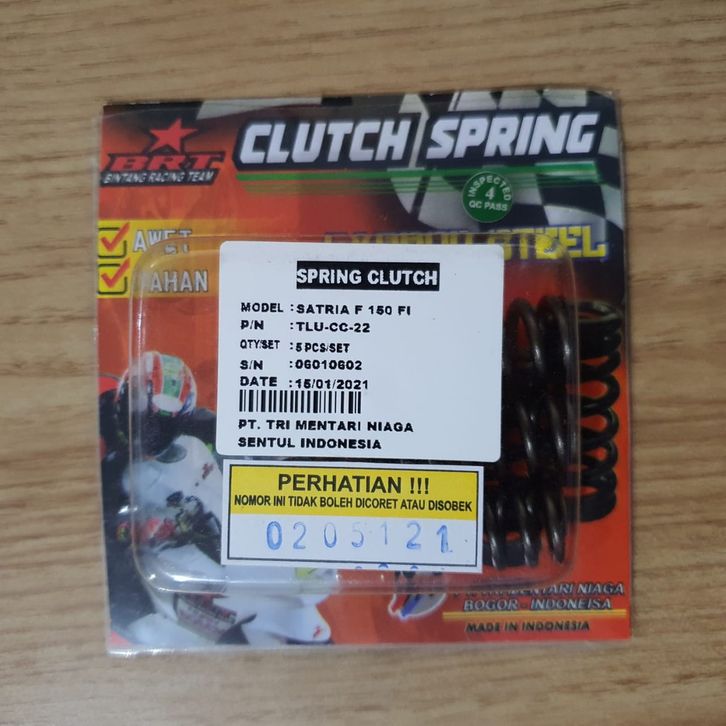 BRT
BINTANG RACING TEAM
CLUTCH SPRING
INSPECTED
4
QC PASS
AWET
STEEL
SPRING CLUTCH
MODEL : SATRIA F 150 FI
P/N : TLU-CC-22
QTY/SET : 5 PCS/SET
S/N : 06010602
DATE : 15/01/2021
PT. TRI MENTARI NIAGA
SENTUL INDONESIA
PERHATIAN !!!
NOMOR INI TIDAK BOLEH DICORET ATAU DISOBEK
0205121
NIAGA
BOGOR - INDONEISA
MADE IN INDONESIA